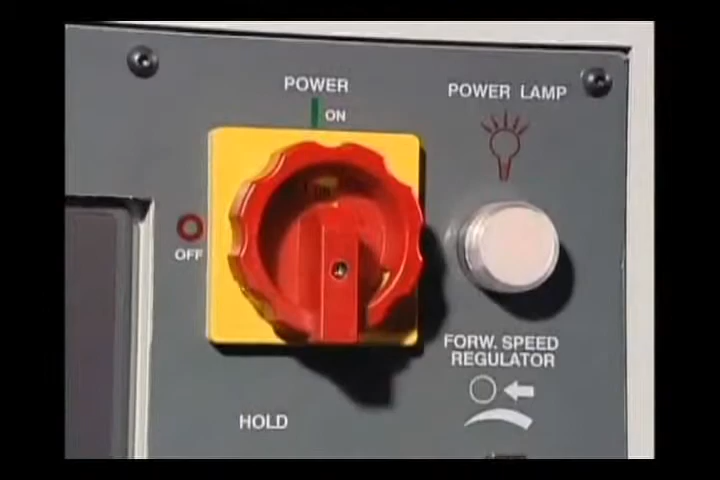 POWER
ON
OFF
POWER LAMP
FORW. SPEED
REGULATOR
HOLD